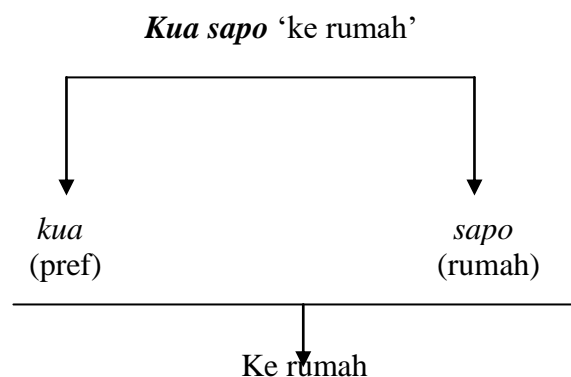 Kua sapo ‘ke rumah’
kua sapo
(pref) (rumah)
Ke rumah